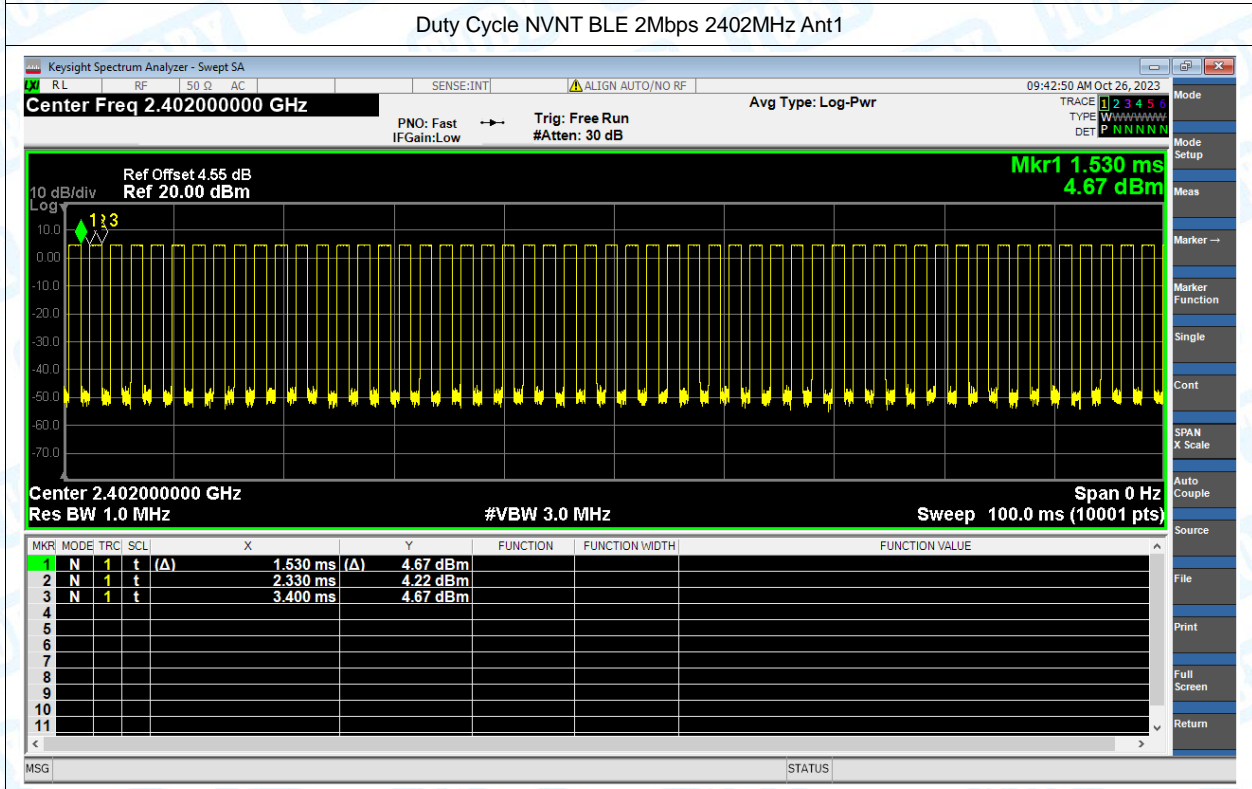 Duty Cycle NVNT BLE 2Mbps 2402MHz Ant1
Keysight Spectrum Analyzer - Swept SA
LXI RL RF 50 Ω AC SENSE:INT ALIGN AUTO/NO RF 09:42:50 AM Oct 26, 2023
Center Freq 2.402000000 GHz
PNO: Fast
IFGain:Low
Trig: Free Run
#Atten: 30 dB
Avg Type: Log-Pwr
TRACE 1 2 3 4 5 6
TYPE WWWWWW
DET P N N N N N
Ref Offset 4.55 dB
10 dB/div Ref 20.00 dBm
Log
Mkr1 1.530 ms
4.67 dBm
1 2 3
10.0
0.00
-10.0
-20.0
-30.0
-40.0
-50.0
-60.0
-70.0
Center 2.402000000 GHz Span 0 Hz
Res BW 1.0 MHz #VBW 3.0 MHz Sweep 100.0 ms (10001 pts)
MKR MODE TRC SCL X Y FUNCTION FUNCTION WIDTH FUNCTION VALUE
1 N 1 t (Δ) 1.530 ms (Δ) 4.67 dBm
2 N 1 t 2.330 ms 4.22 dBm
3 N 1 t 3.400 ms 4.67 dBm
4
5
6
7
8
9
10
11
MSG STATUS
Mode
Mode
Setup
Meas
Marker →
Marker
Function
Single
Cont
SPAN
X Scale
Auto
Couple
Source
File
Print
Full
Screen
Return